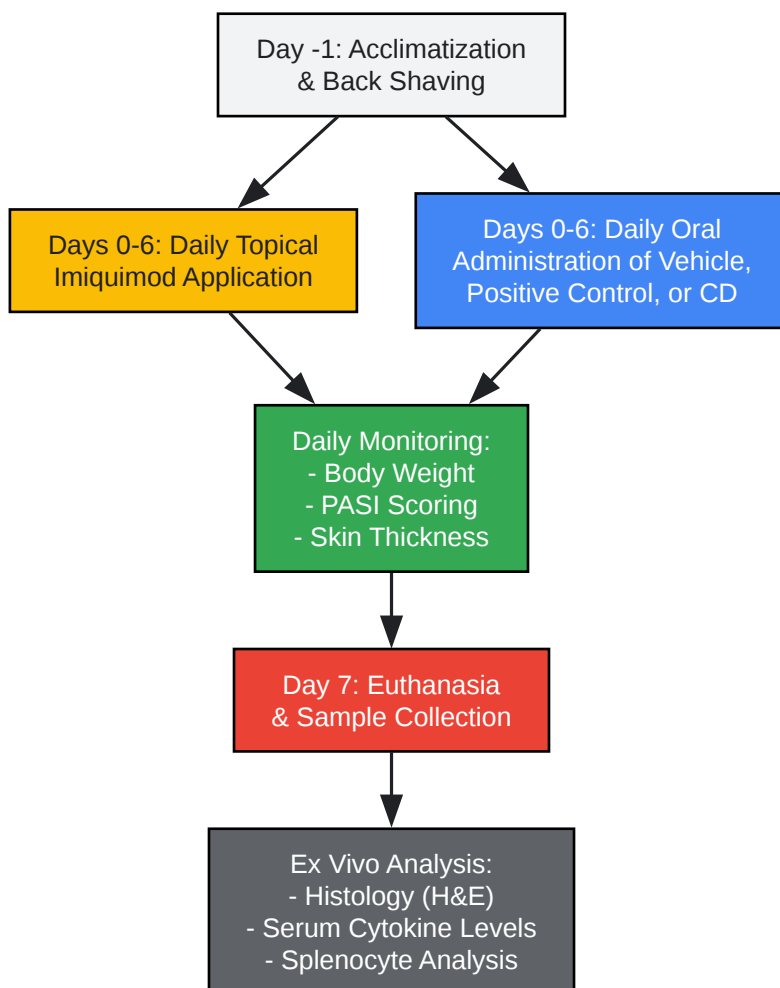 Day -1: Acclimatization
& Back Shaving
Days 0-6: Daily Topical
Imiquimod Application
Days 0-6: Daily Oral
Administration of Vehicle,
Positive Control, or CD
Daily Monitoring:
- Body Weight
- PASI Scoring
- Skin Thickness
Day 7: Euthanasia
& Sample Collection
Ex Vivo Analysis:
- Histology (H&E)
- Serum Cytokine Levels
- Splenocyte Analysis